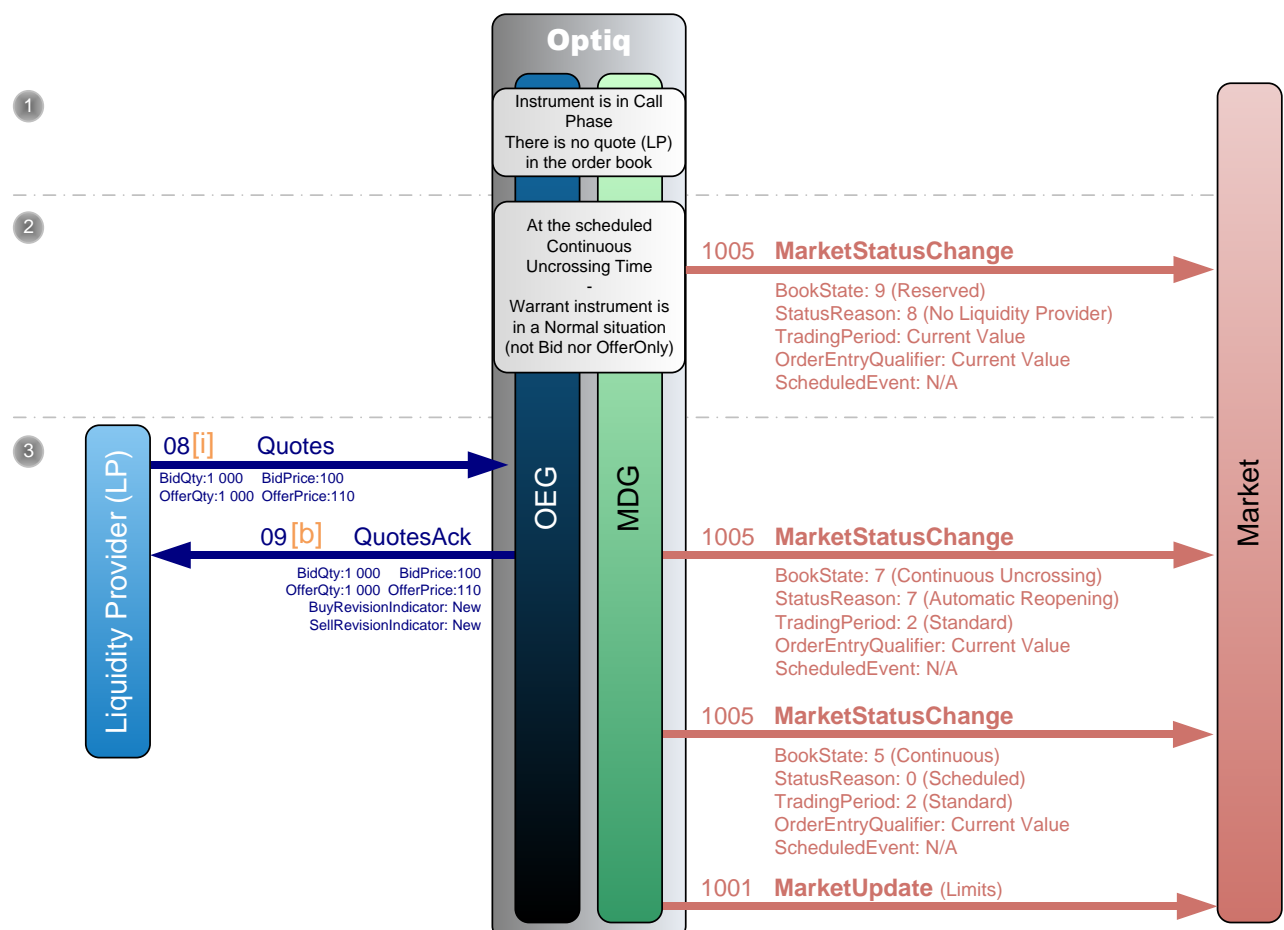 Optiq
1
Instrument is in Call
Phase
There is no quote (LP)
in the order book
2
At the scheduled
Continuous
Uncrossing Time
-
Warrant instrument is
in a Normal situation
(not Bid nor OfferOnly)
1005 MarketStatusChange
BookState: 9 (Reserved)
StatusReason: 8 (No Liquidity Provider)
TradingPeriod: Current Value
OrderEntryQualifier: Current Value
ScheduledEvent: N/A
3
Liquidity Provider (LP)
08 [i] Quotes
BidQty:1 000 BidPrice:100
OfferQty:1 000 OfferPrice:110
09 [b] QuotesAck
BidQty:1 000 BidPrice:100
OfferQty:1 000 OfferPrice:110
BuyRevisionIndicator: New
SellRevisionIndicator: New
OEG
MDG
Market
1005 MarketStatusChange
BookState: 7 (Continuous Uncrossing)
StatusReason: 7 (Automatic Reopening)
TradingPeriod: 2 (Standard)
OrderEntryQualifier: Current Value
ScheduledEvent: N/A
1005 MarketStatusChange
BookState: 5 (Continuous)
StatusReason: 0 (Scheduled)
TradingPeriod: 2 (Standard)
OrderEntryQualifier: Current Value
ScheduledEvent: N/A
1001 MarketUpdate (Limits)